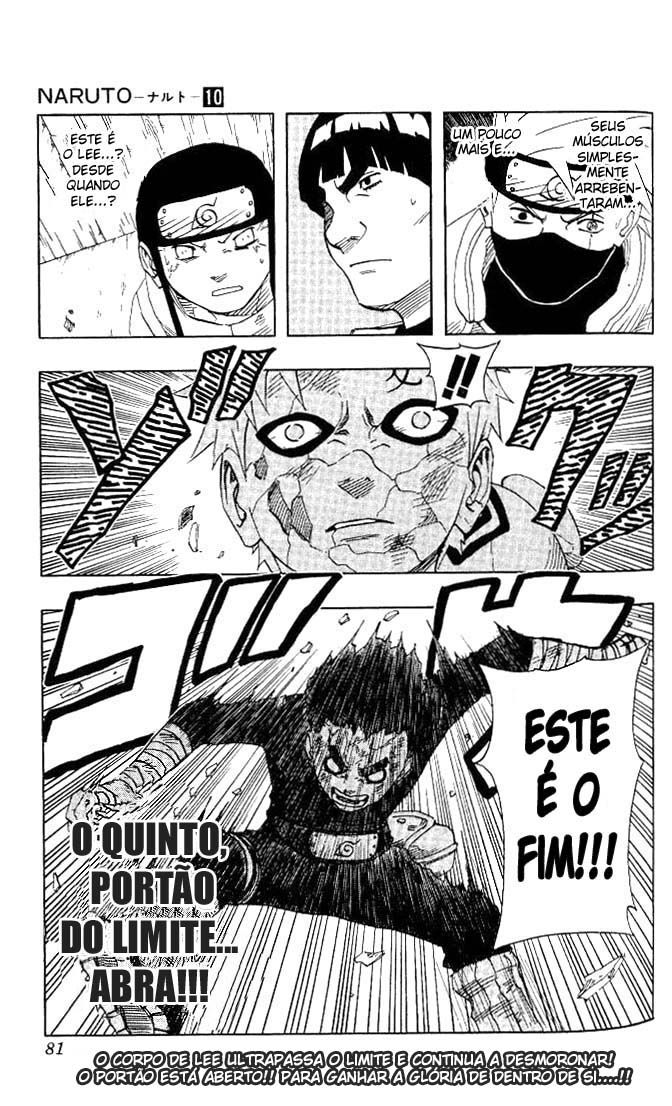 NARUTO—ナルト—10
SEUS
MÚSCULOS
SIMPLES-
MENTE
ARREBEN-
TARAM...
UM POUCO
MAIS E...
ESTE É
O LEE...?
DESDE
QUANDO
ELE...?
!!
ESTE
É O
FIM!!!
O QUINTO,
PORTÃO
DO LIMITE...
ABRA!!!
81
O CORPO DE LEE ULTRAPASSA O LIMITE E CONTINUA A DESMORONAR!
O PORTÃO ESTÁ ABERTO!! PARA GANHAR A GLÓRIA DE DENTRO DE SI....!!